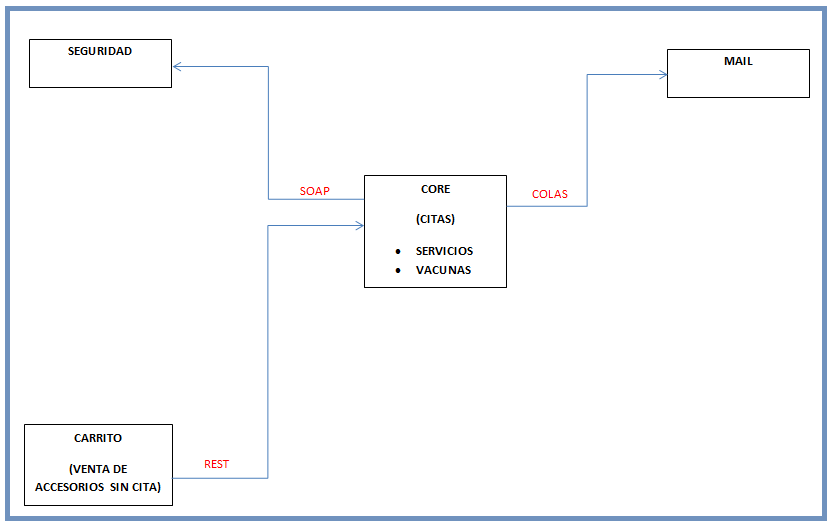 SEGURIDAD
MAIL
SOAP
CORE
(CITAS)
• SERVICIOS
• VACUNAS
COLAS
CARRITO
(VENTA DE
ACCESORIOS SIN CITA)
REST